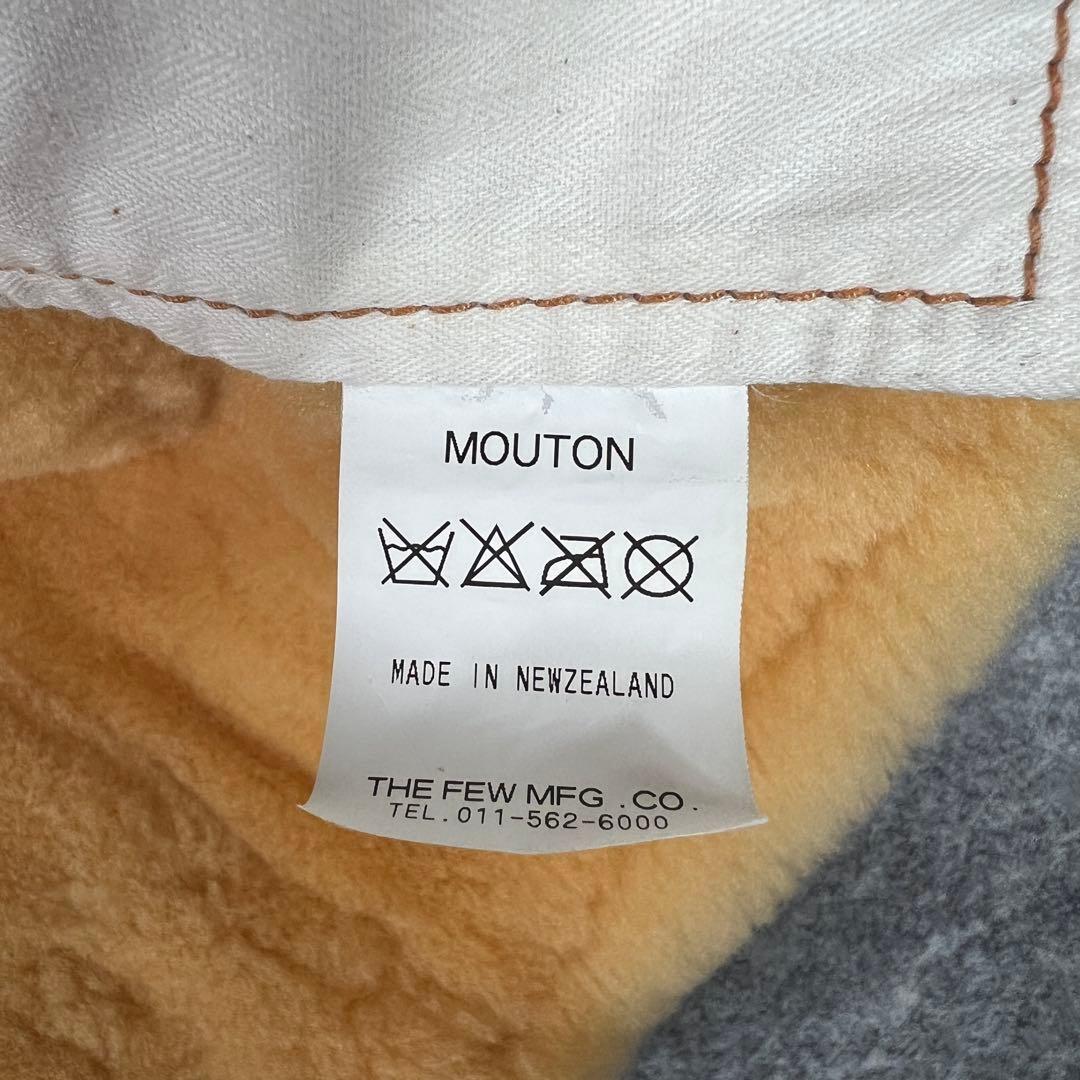 MOUTON
MADE IN NEWZEALAND
THE FEW MFG .CO.
TEL.011-562-6000